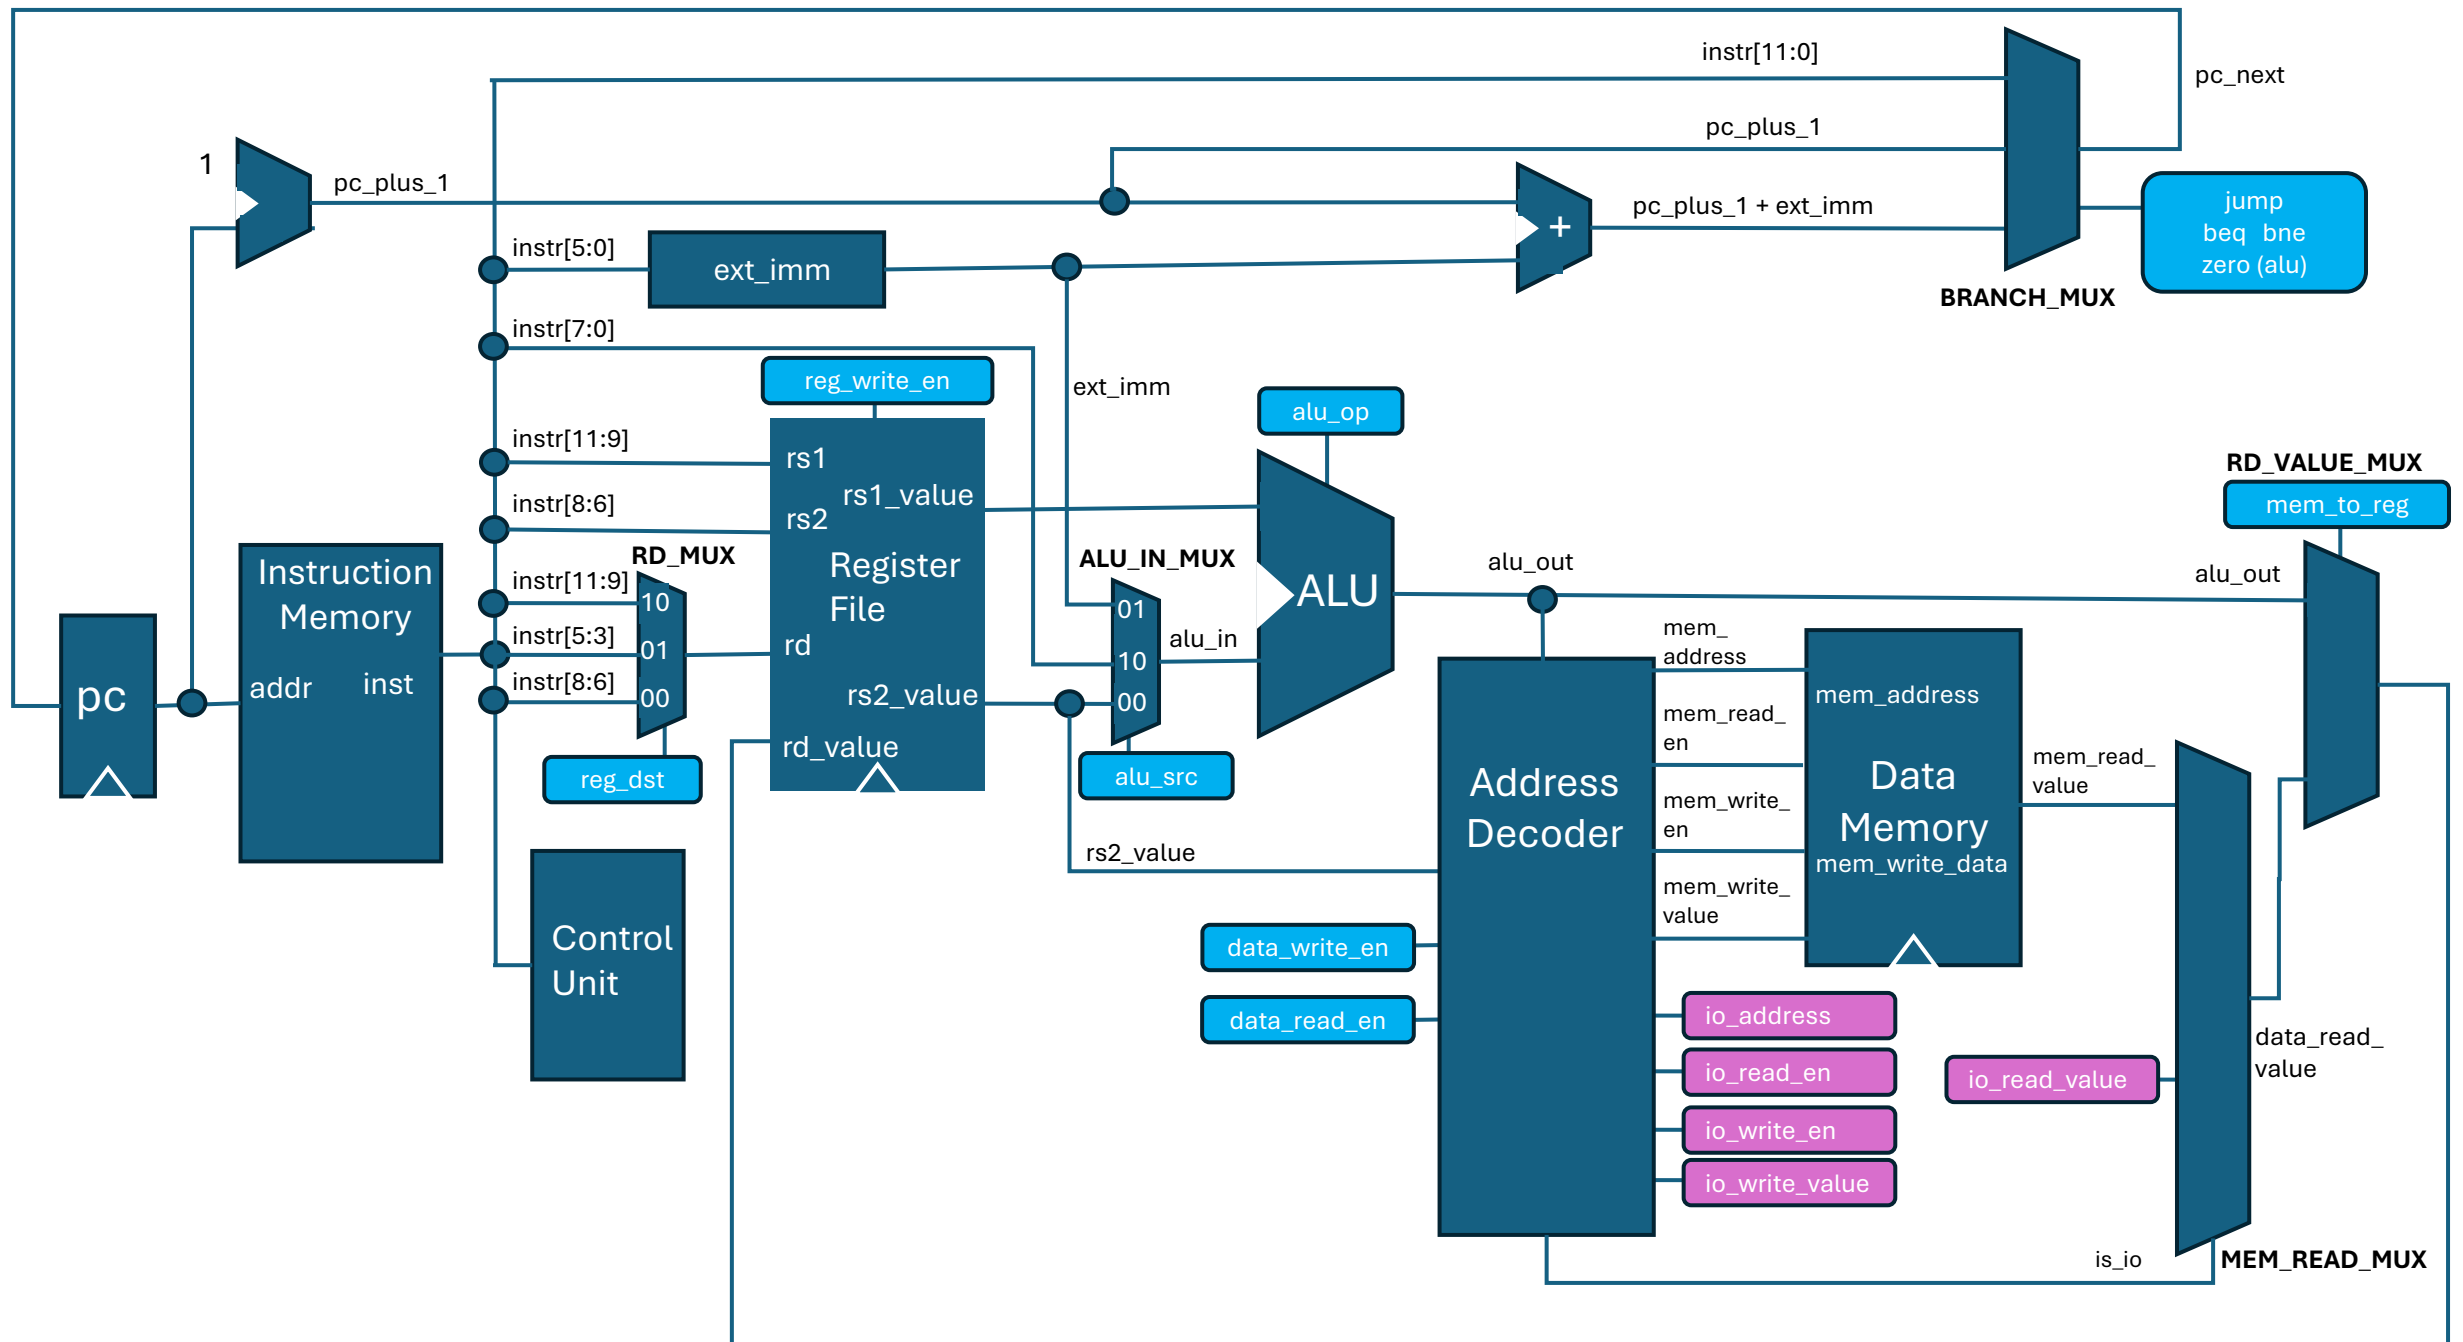 instr[11:0]
pc_next
pc_plus_1
1
pc_plus_1
pc_plus_1 + ext_imm
jump
beq bne
zero (alu)
+
instr[5:0]
ext_imm
BRANCH_MUX
instr[7:0]
reg_write_en
ext_imm
alu_op
instr[11:9]
rs1
rs1_value
RD_VALUE_MUX
mem_to_reg
instr[8:6]
rs2
RD_MUX
ALU_IN_MUX
Register
File
Instruction
Memory
addr
inst
pc
instr[11:9]
10
instr[5:3]
01
instr[8:6]
00
rd
rs2_value
rd_value
reg_dst
01
10
00
alu_in
alu_src
ALU
alu_out
alu_out
mem_
address
mem_address
mem_read_
en
Data
Memory
mem_write_
en
mem_write_data
mem_write_
value
mem_read_
value
Address
Decoder
rs2_value
Control
Unit
data_write_en
data_read_en
io_address
io_read_en
io_write_en
io_write_value
io_read_value
data_read_
value
is_io
MEM_READ_MUX